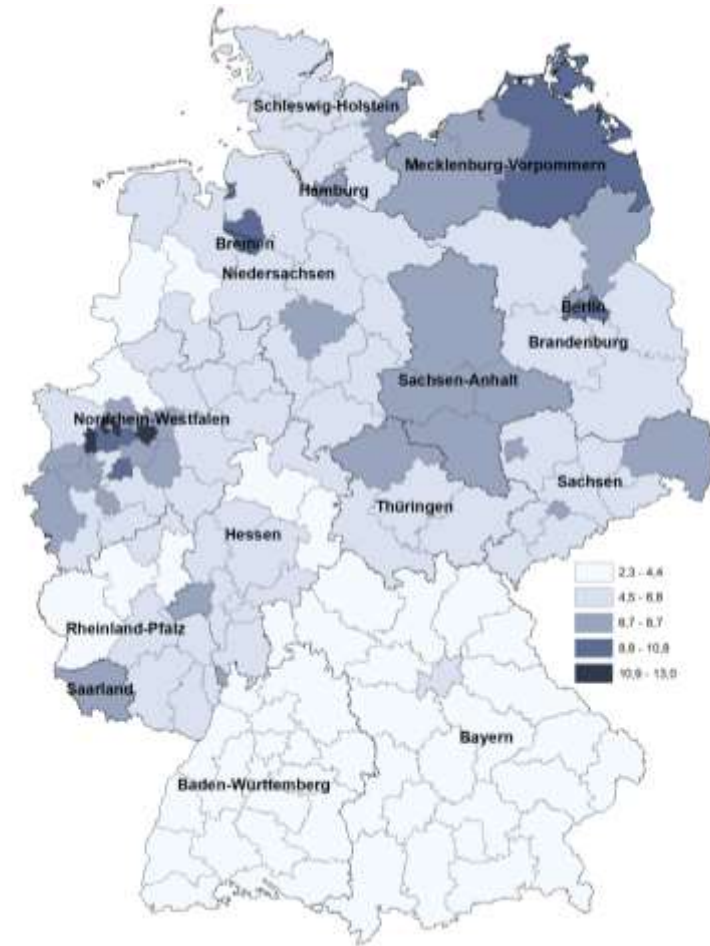 Schleswig-Holstein
Mecklenburg-Vorpommern
Hamburg
Bremen
Niedersachsen
Berlin
Brandenburg
Sachsen-Anhalt
Nordrhein-Westfalen
Sachsen
Thüringen
Hessen
2,3 - 4,4
4,5 - 6,6
6,7 - 8,7
8,8 - 10,8
10,9 - 13,0
Rheinland-Pfalz
Saarland
Bayern
Baden-Württemberg